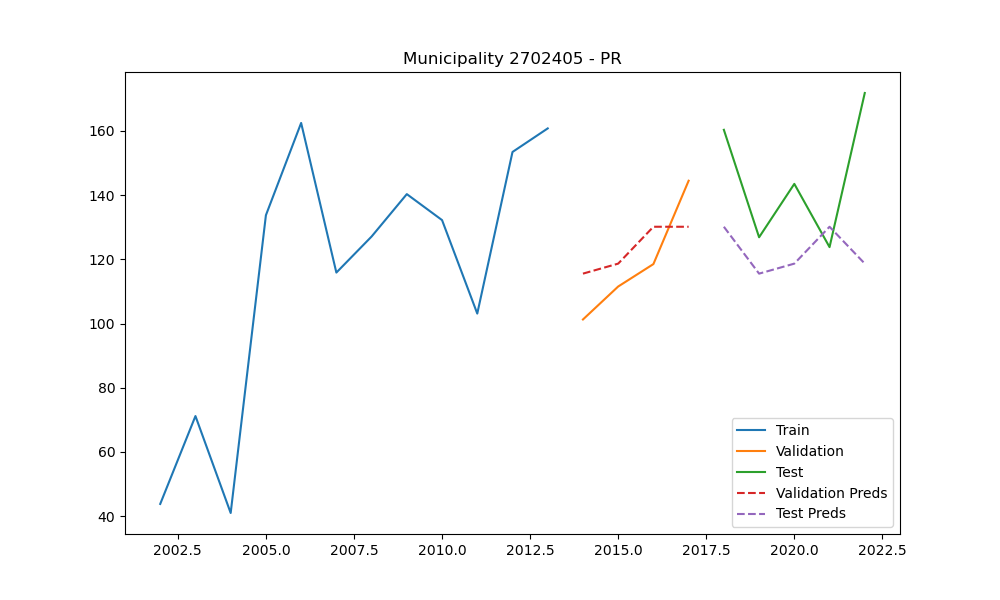 Municipality 2702405 - PR
160
140
120
100
80
60
40
2002.5 2005.0 2007.5 2010.0 2012.5 2015.0 2017.5 2020.0 2022.5
Train
Validation
Test
Validation Preds
Test Preds